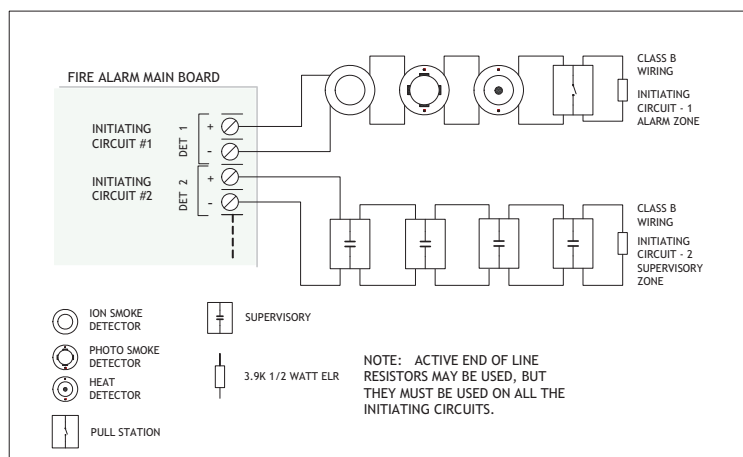 FIRE ALARM MAIN BOARD
INITIATING
CIRCUIT #1
DET 1
+
-
INITIATING
CIRCUIT #2
DET 2
+
-
CLASS B
WIRING
INITIATING
CIRCUIT - 1
ALARM ZONE
CLASS B
WIRING
INITIATING
CIRCUIT - 2
SUPERVISORY
ZONE
ION SMOKE
DETECTOR
PHOTO SMOKE
DETECTOR
HEAT
DETECTOR
PULL STATION
SUPERVISORY
3.9K 1/2 WATT ELR
NOTE: ACTIVE END OF LINE
RESISTORS MAY BE USED, BUT
THEY MUST BE USED ON ALL THE
INITIATING CIRCUITS.